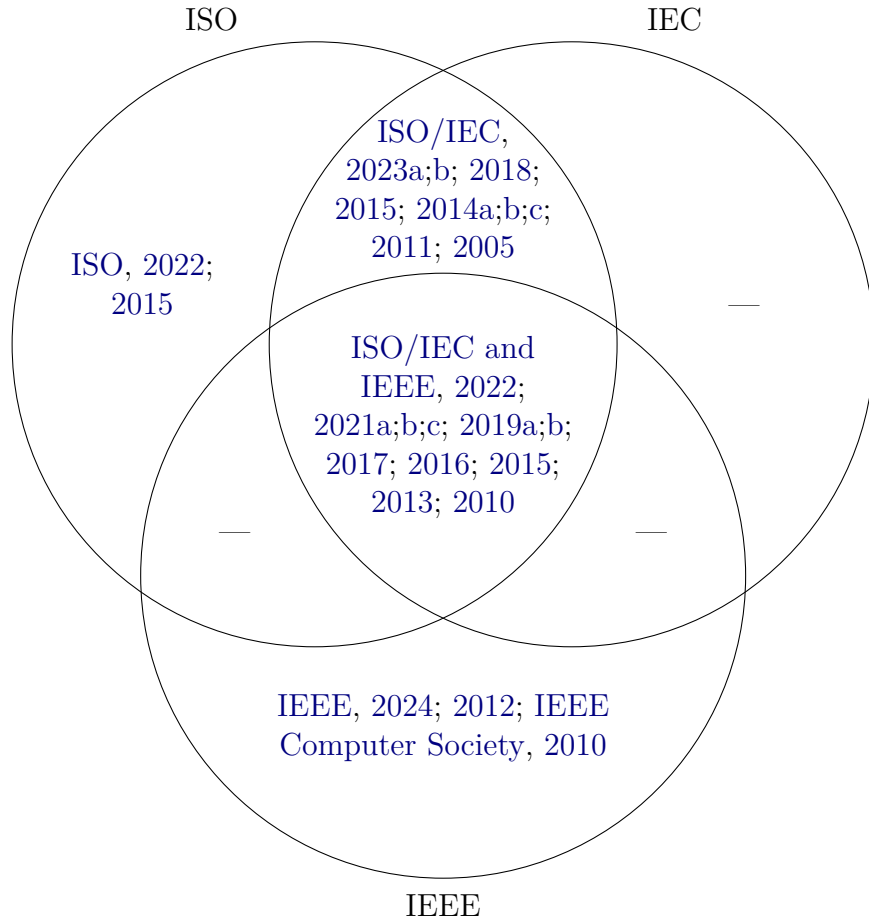 ISO
IEC
ISO/IEC,
2023a;b; 2018;
2015; 2014a;b;c;
2011; 2005
ISO, 2022;
2015
—
ISO/IEC and
IEEE, 2022;
2021a;b;c; 2019a;b;
2017; 2016; 2015;
2013; 2010
—
—
IEEE, 2024; 2012; IEEE
Computer Society, 2010
IEEE